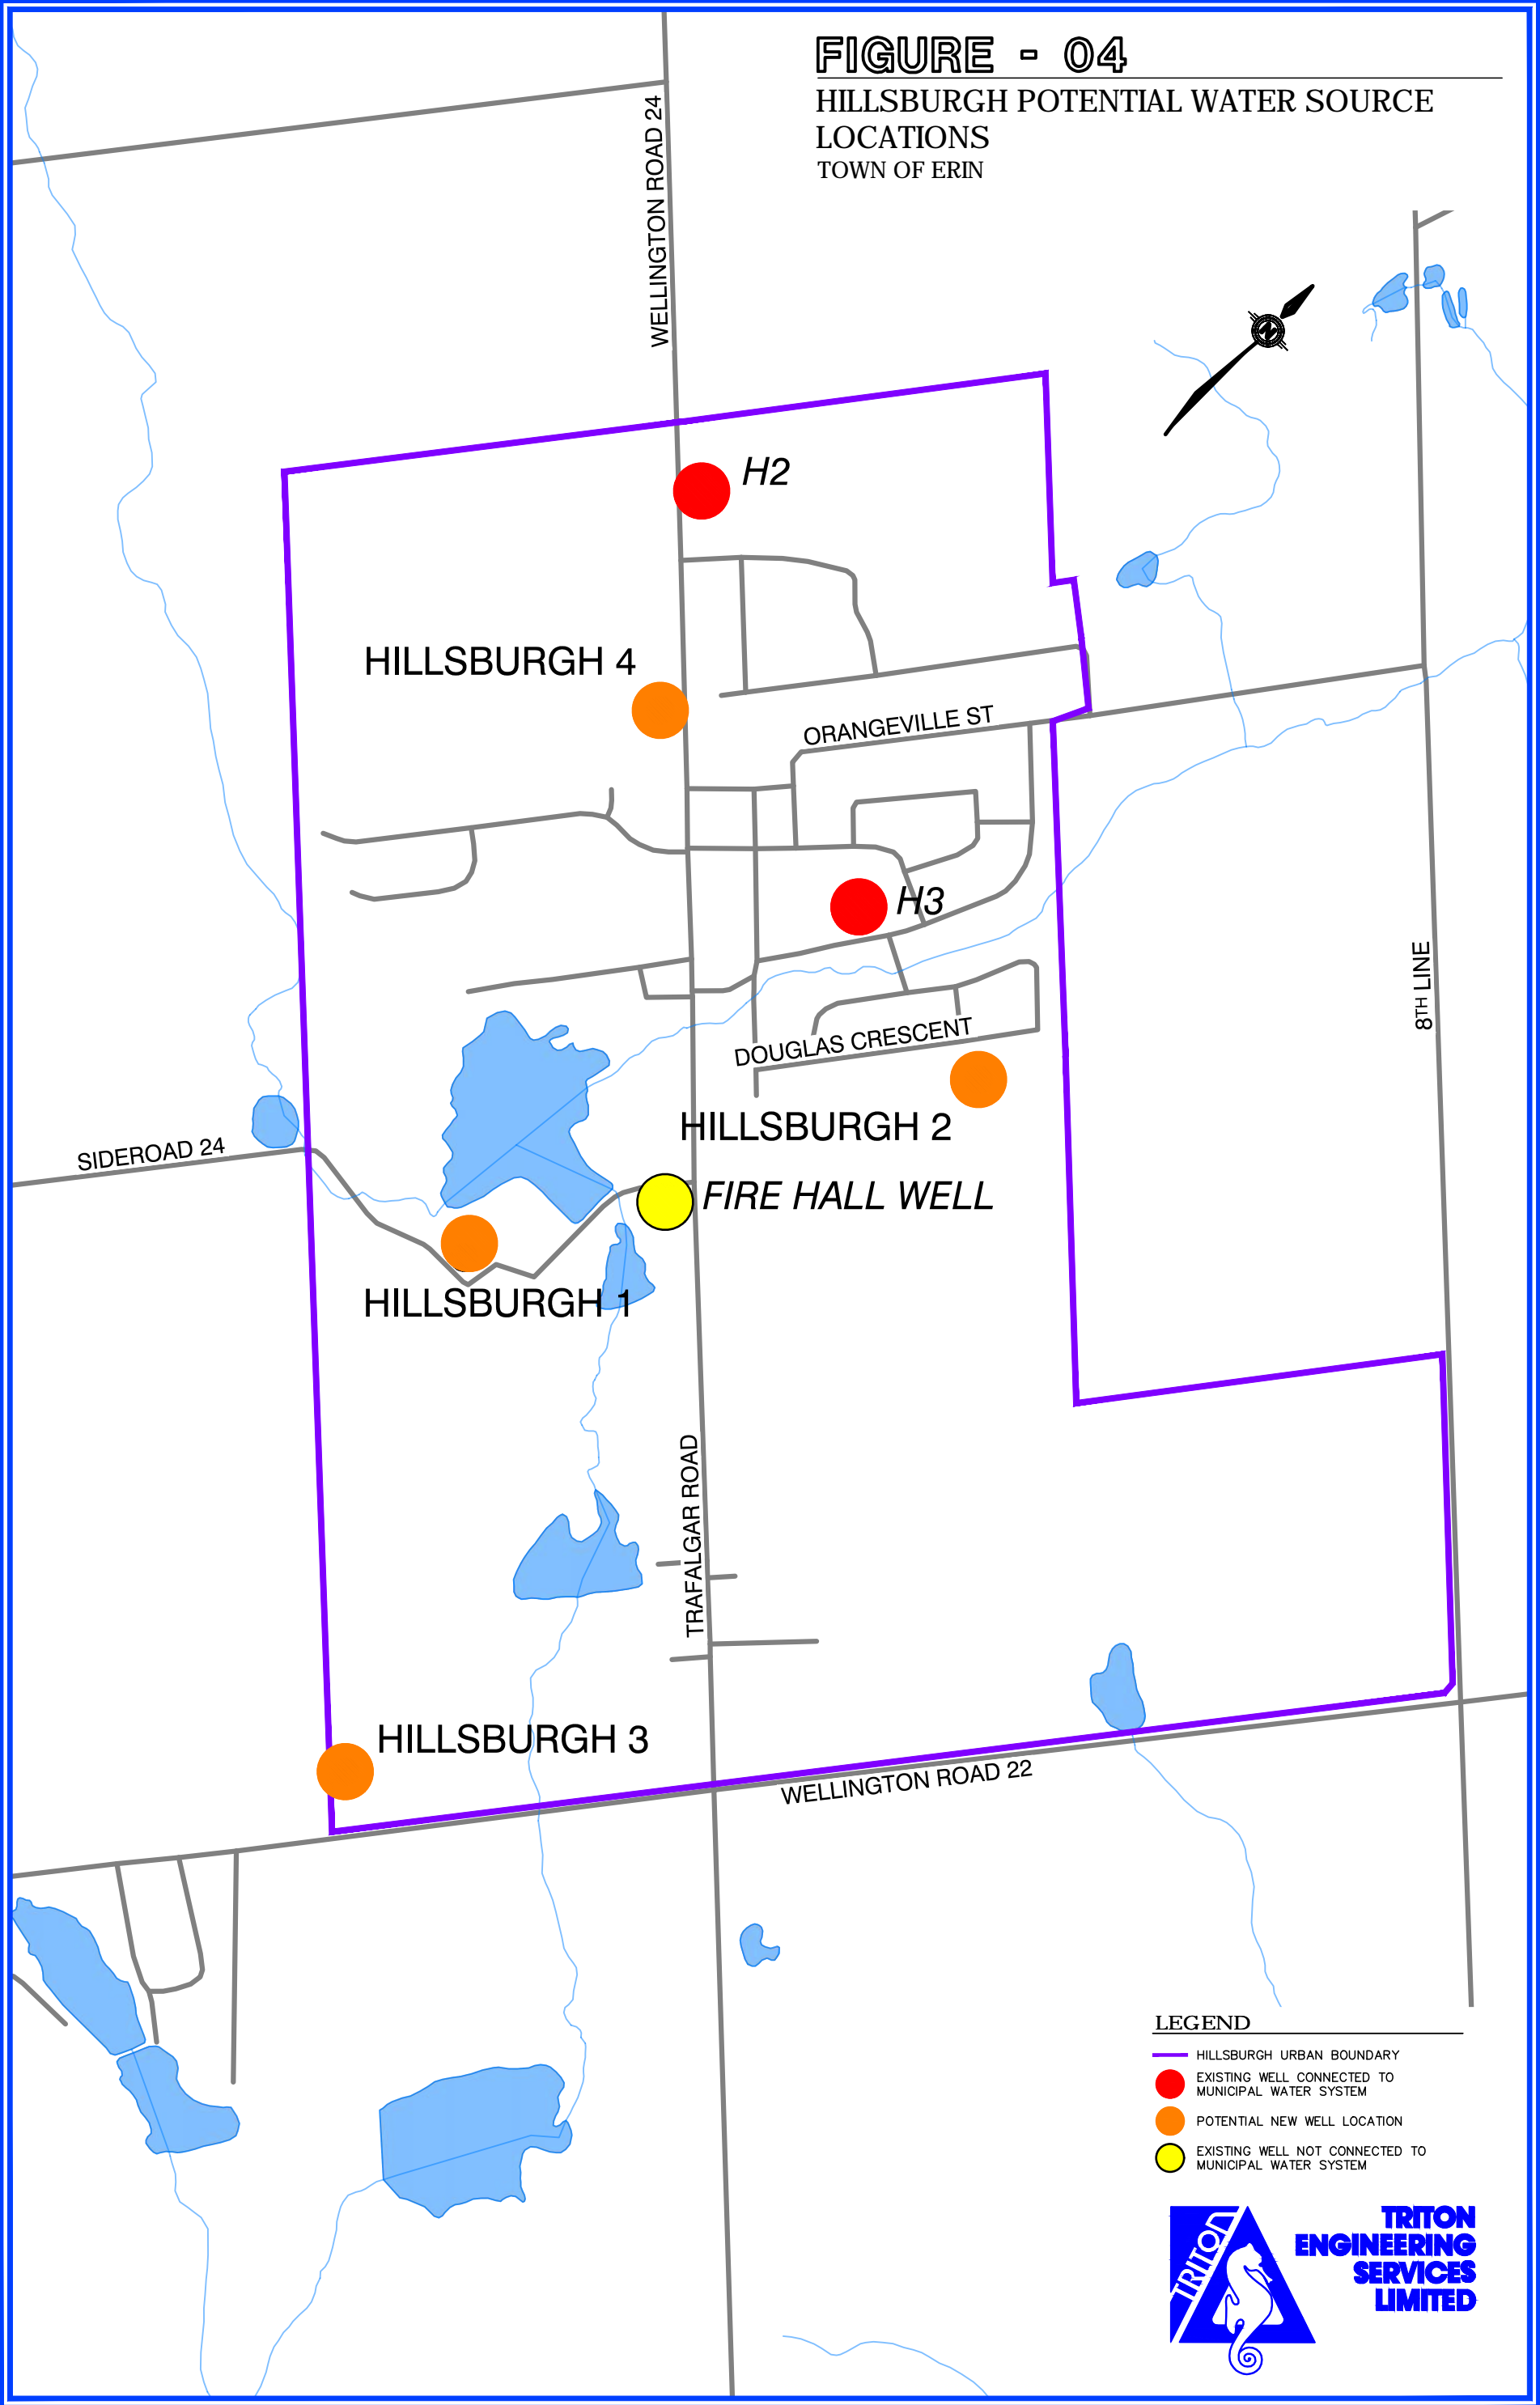 FIGURE - 04
HILLSBURGH POTENTIAL WATER SOURCE
LOCATIONS
TOWN OF ERIN
WELLINGTON ROAD 24
N
H2
HILLSBURGH 4
ORANGEVILLE ST
H3
8TH LINE
DOUGLAS CRESCENT
HILLSBURGH 2
SIDEROAD 24
FIRE HALL WELL
HILLSBURGH 1
TRAFALGAR ROAD
HILLSBURGH 3
WELLINGTON ROAD 22
LEGEND
HILLSBURGH URBAN BOUNDARY
EXISTING WELL CONNECTED TO
MUNICIPAL WATER SYSTEM
POTENTIAL NEW WELL LOCATION
EXISTING WELL NOT CONNECTED TO
MUNICIPAL WATER SYSTEM
TRITON
TRITON
ENGINEERING
SERVICES
LIMITED